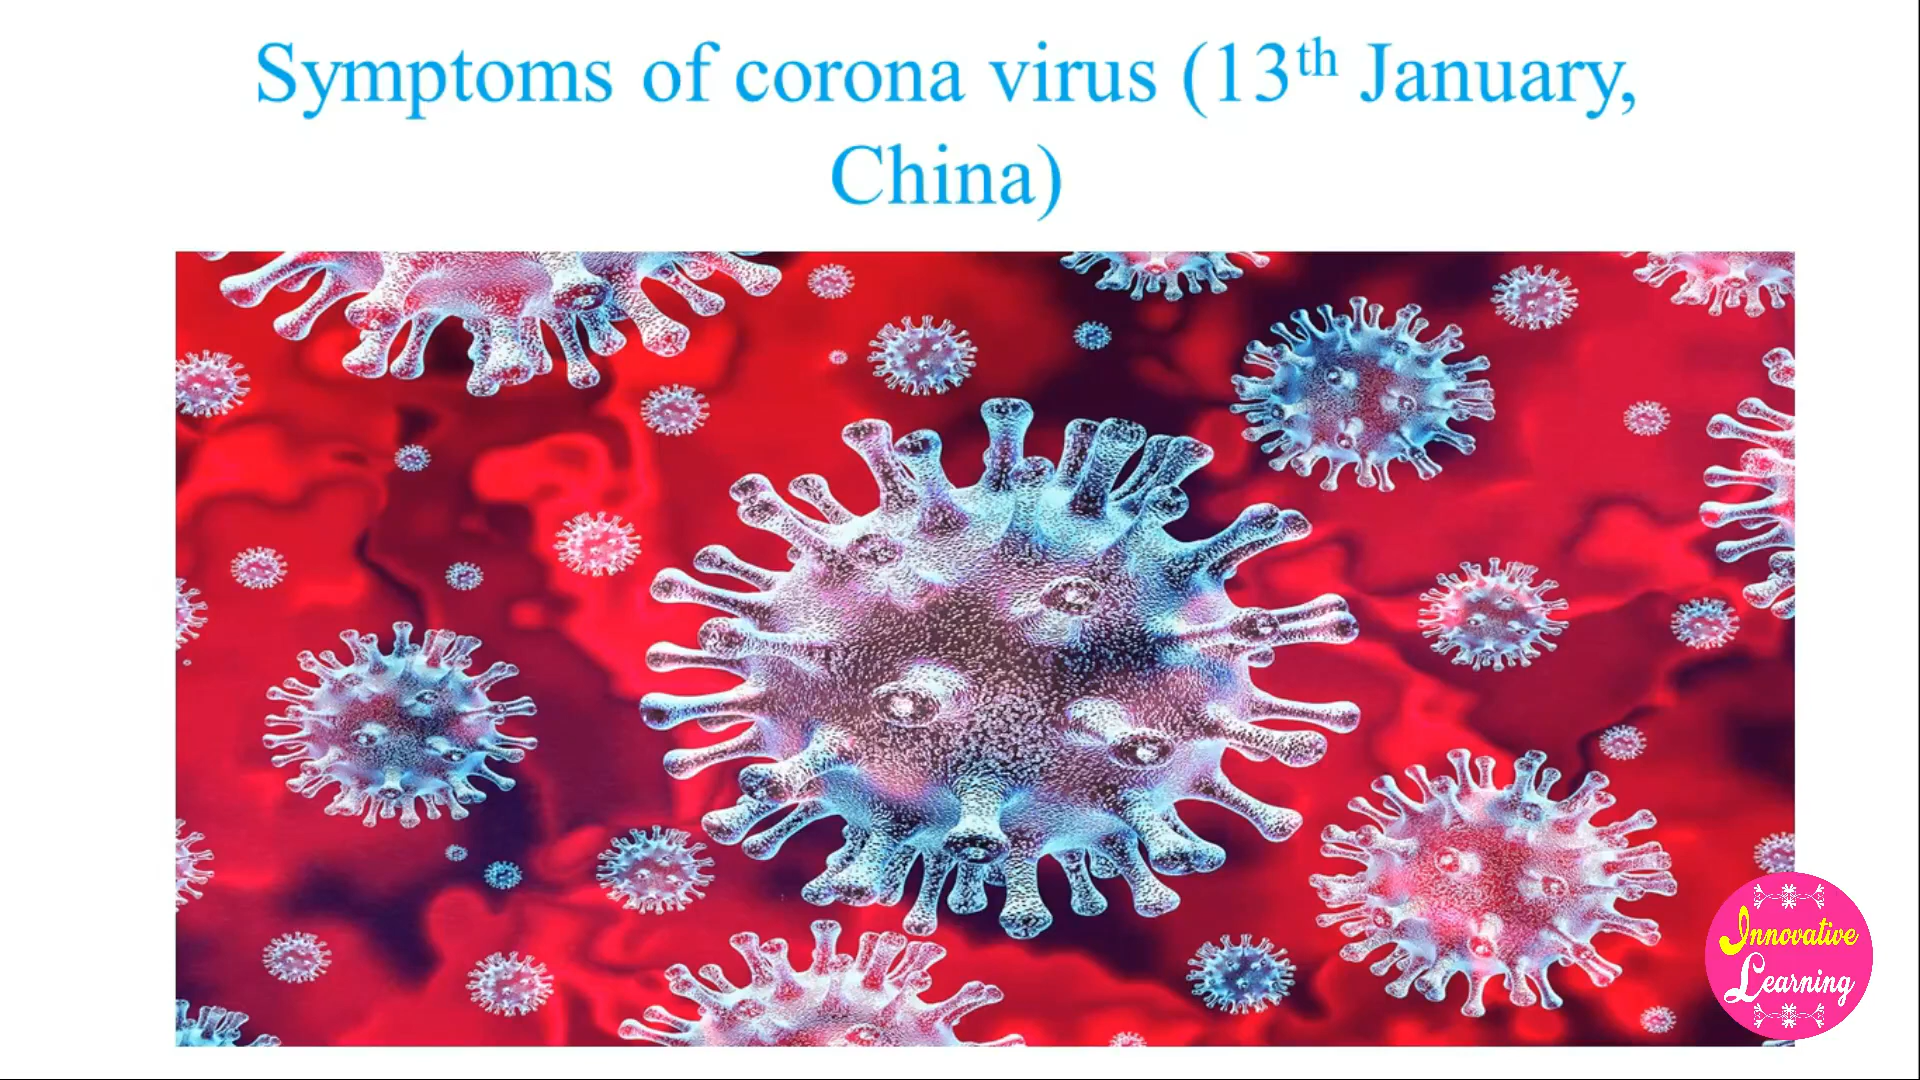 Symptoms of corona virus (13th January,
China)
Innovative
Learning